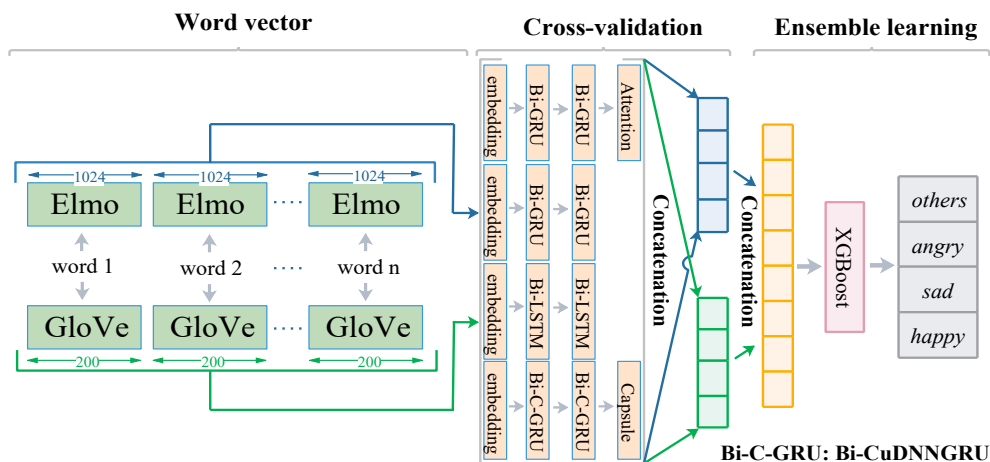 Word vector
Cross-validation
Ensemble learning
1024
1024
1024
Elmo
Elmo
....
Elmo
word 1
word 2
....
word n
GloVe
GloVe
....
GloVe
200
200
200
embedding
Bi-GRU
Bi-GRU
Attention
embedding
Bi-GRU
Bi-GRU
embedding
Bi-LSTM
Bi-LSTM
embedding
Bi-C-GRU
Bi-C-GRU
Capsule
Concatenation
Concatenation
XGBoost
others
angry
sad
happy
Bi-C-GRU: Bi-CuDNNGRU